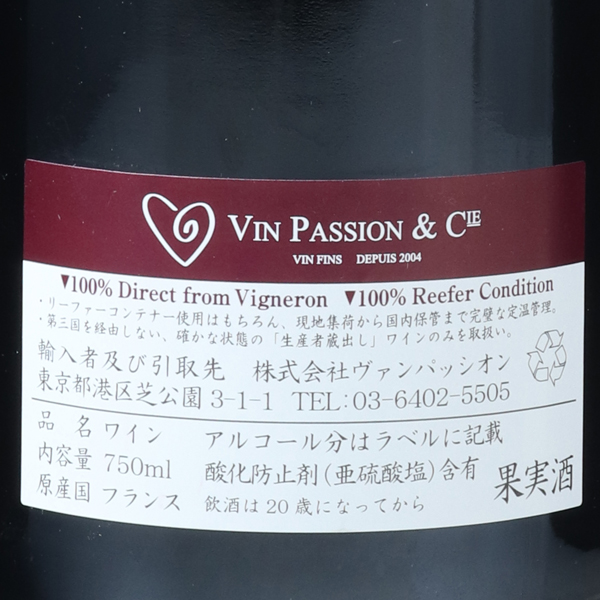 VIN PASSION & CIE
VIN FINS DEPUIS 2004
▼100% Direct from Vigneron ▼100% Reefer Condition
・リーファーコンテナー使用はもちろん、現地集荷から国内保管まで完璧な定温管理。
・第三国を経由しない、確かな状態の「生産者蔵出し」ワインのみを取扱い。
輸入者及び引取先 株式会社ヴァンパッシオン
東京都港区芝公園 3-1-1 TEL:03-6402-5505
品 名 ワイン アルコール分はラベルに記載
内容量 750ml 酸化防止剤(亜硫酸塩)含有
原産国 フランス 飲酒は20歳になってから
果実酒